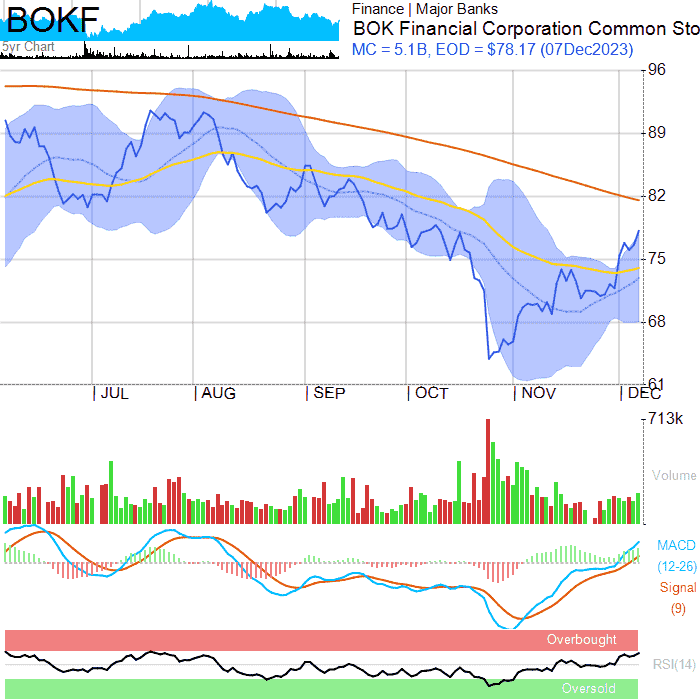 BOKF
5yr Chart
Finance | Major Banks
BOK Financial Corporation Common Sto
MC = 5.1B, EOD = $78.17 (07Dec2023)
96
89
82
75
68
61
JUL AUG SEP OCT NOV DEC
713k
Volume
MACD
(12-26)
Signal
(9)
Overbought
RSI(14)
Oversold